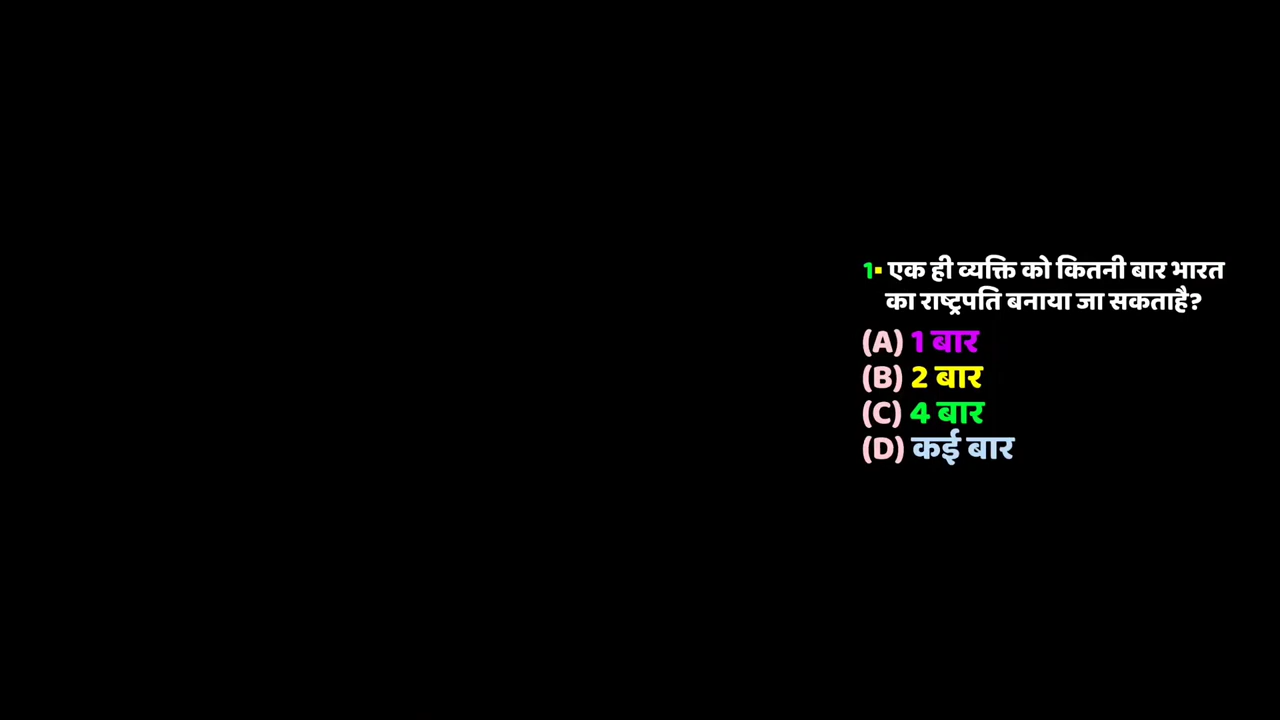 1▪ एक ही व्यक्ति को कितनी बार भारत
का राष्ट्रपति बनाया जा सकताहै?
(A) 1 बार
(B) 2 बार
(C) 4 बार
(D) कई बार